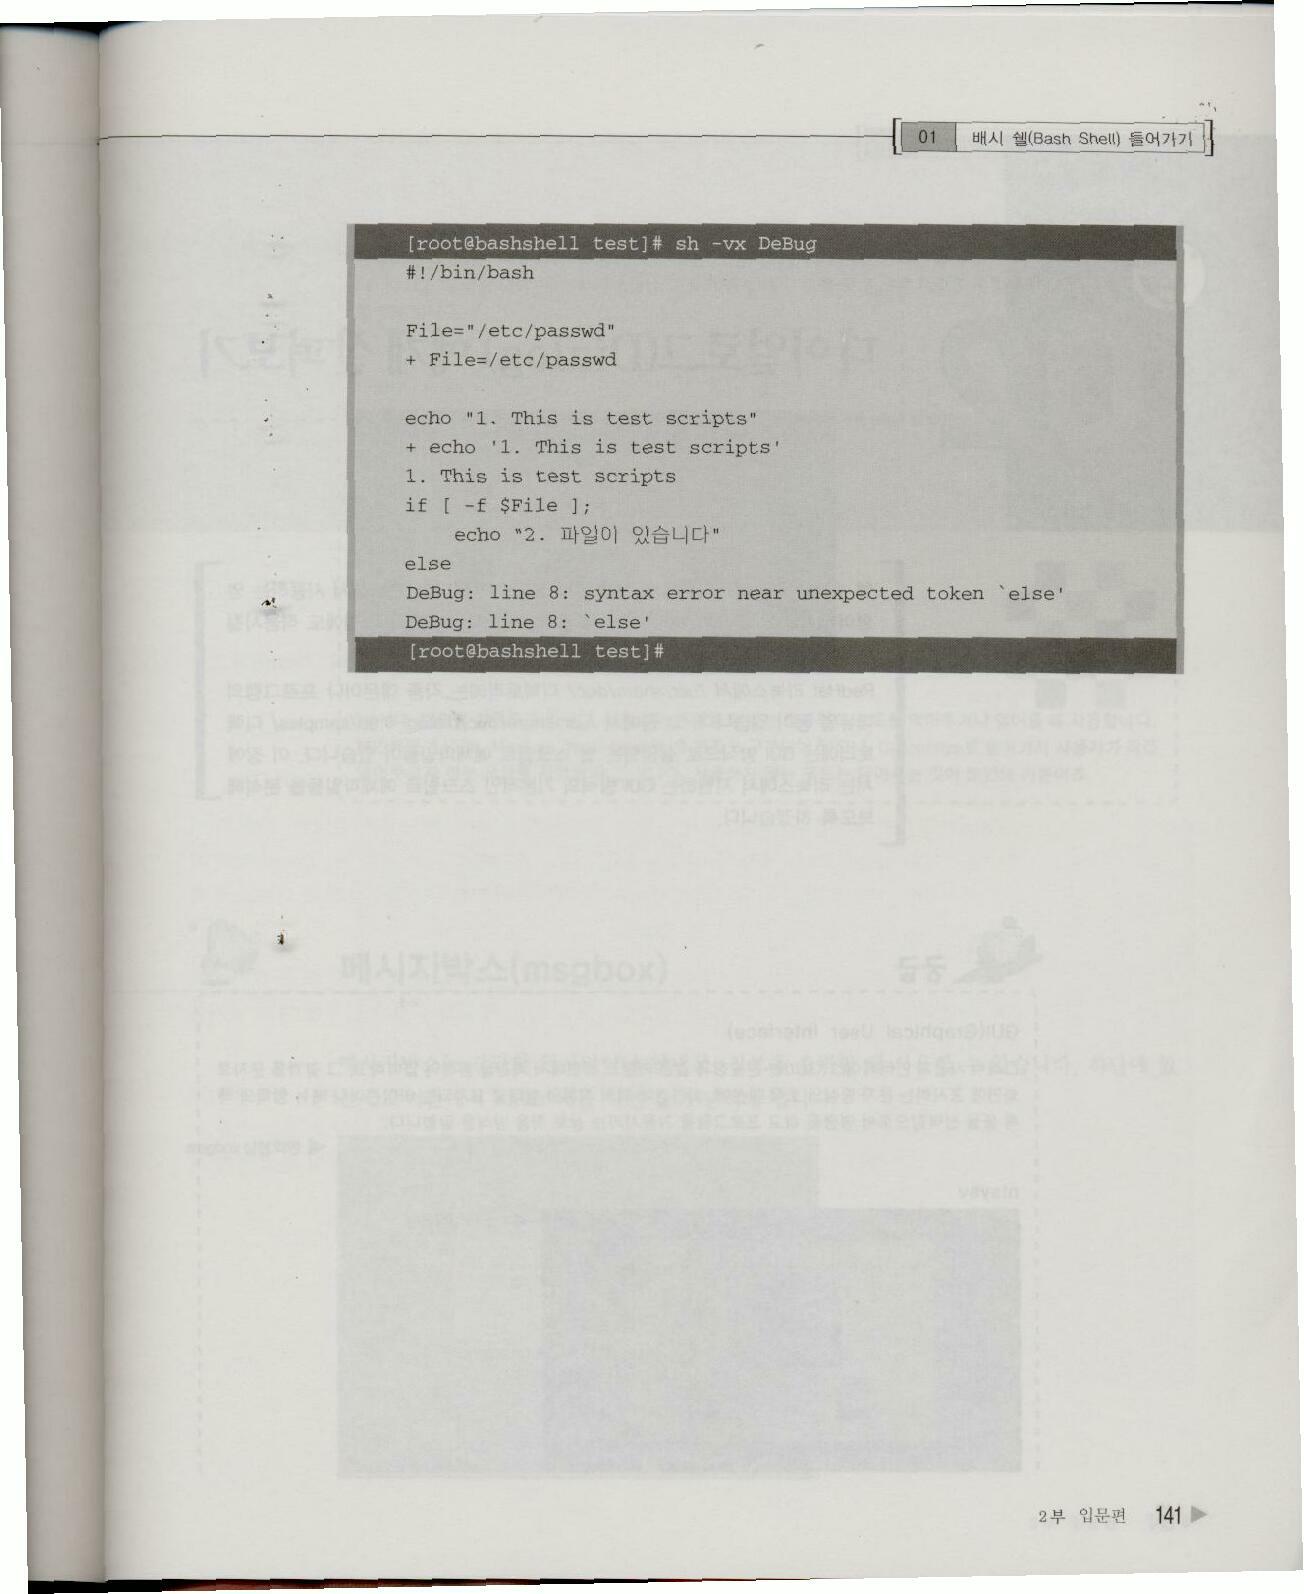 01 배시 쉘(Bash Shell) 들어가기
[root@bashshell test]# sh -vx DeBug
#!/bin/bash
File="/etc/passwd"
+ File=/etc/passwd
echo "1. This is test scripts"
+ echo '1. This is test scripts'
1. This is test scripts
if [ -f $File ];
echo "2. 파일이 있습니다"
else
DeBug: line 8: syntax error near unexpected token `else'
DeBug: line 8: `else'
[root@bashshell test]#
2부 입문편 141